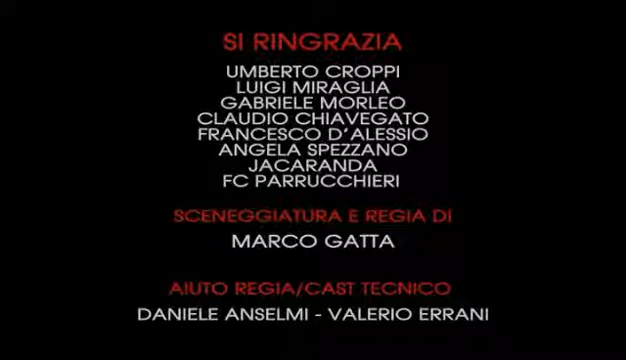 SI RINGRAZIA
UMBERTO CROPPI
LUIGI MIRAGLIA
GABRIELE MORLEO
CLAUDIO CHIAVEGATO
FRANCESCO D'ALESSIO
ANGELA SPEZZANO
JACARANDA
FC PARRUCCHIERI
SCENEGGIATURA E REGIA DI
MARCO GATTA
AIUTO REGIA/CAST TECNICO
DANIELE ANSELMI - VALERIO ERRANI